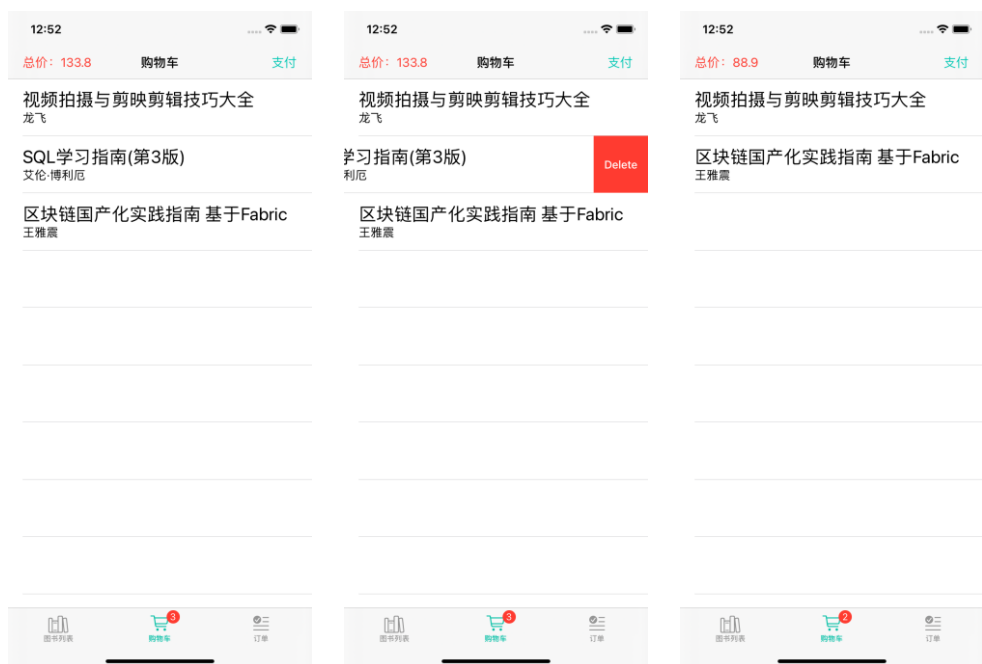 12:52
总价：133.8 购物车 支付
视频拍摄与剪映剪辑技巧大全
龙飞
SQL学习指南(第3版)
艾伦·博利厄
区块链国产化实践指南 基于Fabric
王雅震
图书列表 购物车 3 订单
12:52
总价：133.8 购物车 支付
视频拍摄与剪映剪辑技巧大全
龙飞
学习指南(第3版) Delete
利厄
区块链国产化实践指南 基于Fabric
王雅震
图书列表 购物车 3 订单
12:52
总价：88.9 购物车 支付
视频拍摄与剪映剪辑技巧大全
龙飞
区块链国产化实践指南 基于Fabric
王雅震
图书列表 购物车 2 订单